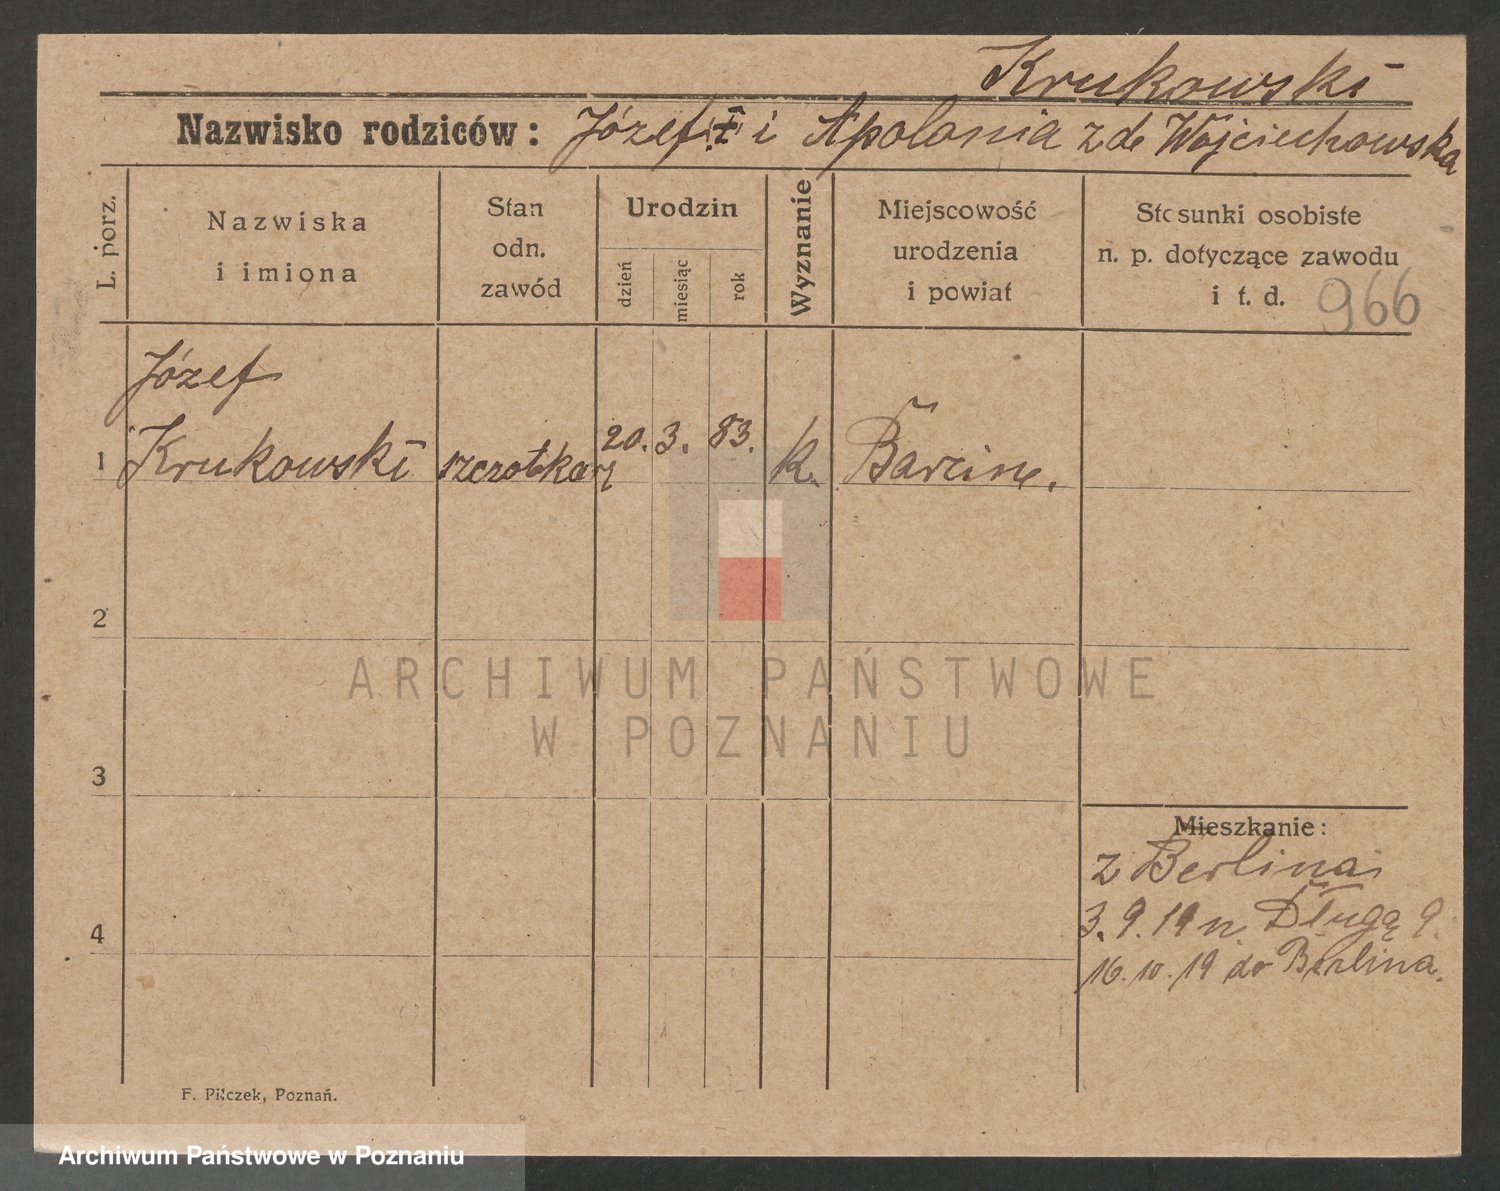 Krukowski
Nazwisko rodziców: Józef i Apolonia z d. Wojciechowska
L. porz.
Nazwiska
i imiona
Stan
odn.
zawód
Urodzin
dzień
miesiąc
rok
Wyznanie
Miejscowość
urodzenia
i powiat
Stosunki osobiste
n. p. dotyczące zawodu
i t. d. 966
Józef
1 Krukowski szczotkarz 20. 3. 83. k. Barcin.
2
3
4
Mieszkanie:
z Berlina
3. 9. 19 n. Długą 9.
16. 10. 19 do Berlina.
F. Pilczek, Poznań.
ARCHIWUM PAŃSTWOWE
W POZNANIU
Archiwum Państwowe w Poznaniu